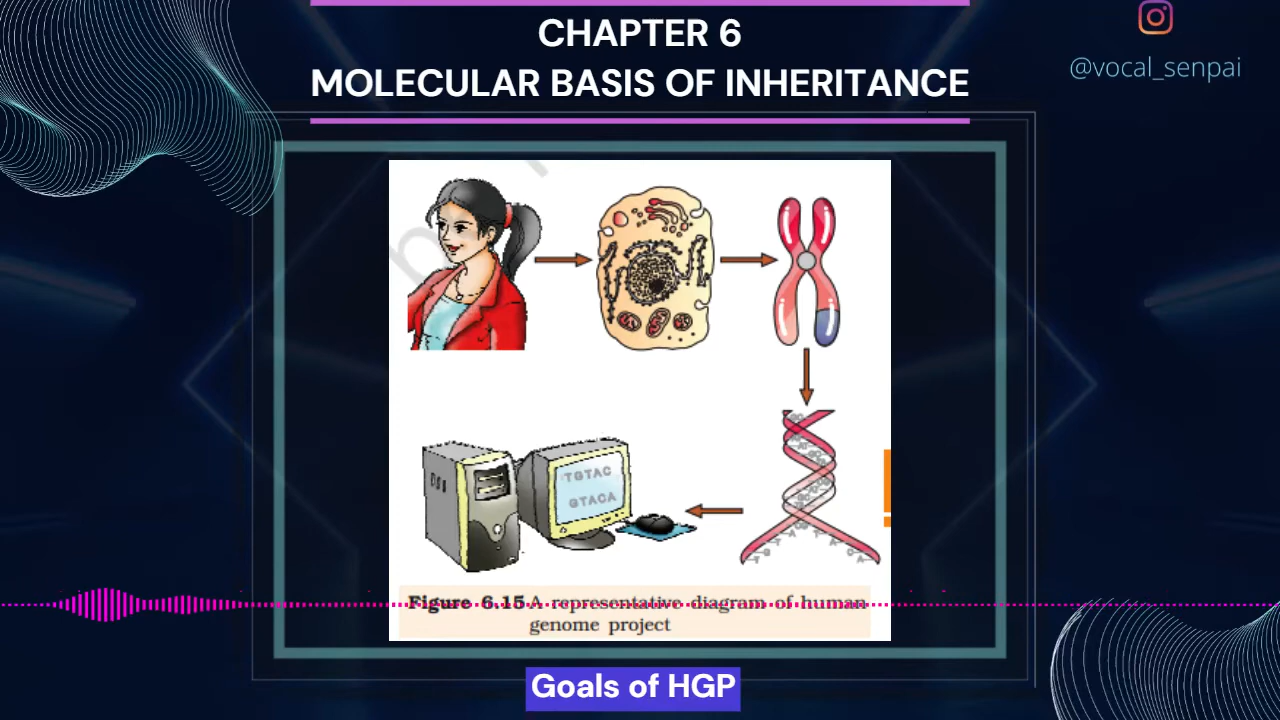 CHAPTER 6
MOLECULAR BASIS OF INHERITANCE
@vocal_senpai
TGTAC
GTACA
Figure 6.15 A representative diagram of human
genome project
Goals of HGP